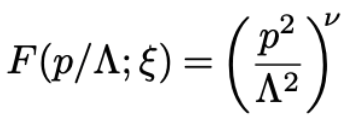 F(p/Λ; ξ) = (p²/Λ²)^ν